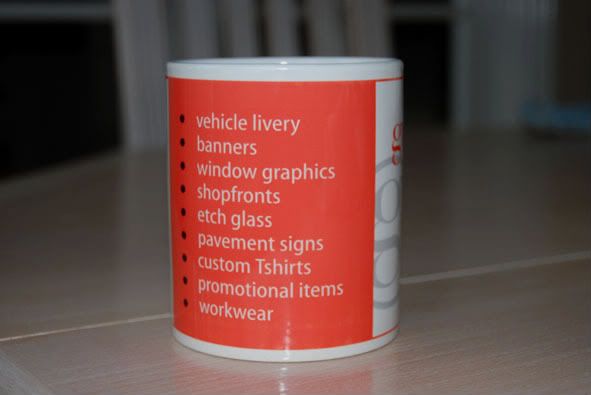 • vehicle livery
• banners
• window graphics
• shopfronts
• etch glass
• pavement signs
• custom Tshirts
• promotional items
• workwear
g